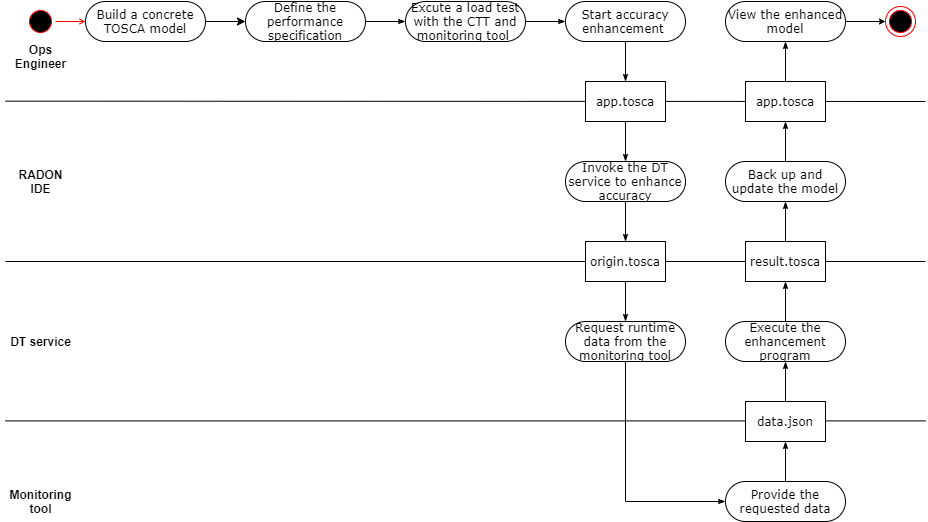 Build a concrete
TOSCA model
Define the
performance
specification
Excute a load test
with the CTT and
monitoring tool
Start accuracy
enhancement
View the enhanced
model
Ops
Engineer
app.tosca
app.tosca
RADON
IDE
Invoke the DT
service to enhance
accuracy
Back up and
update the model
origin.tosca
result.tosca
DT service
Request runtime
data from the
monitoring tool
Execute the
enhancement
program
data.json
Monitoring
tool
Provide the
requested data